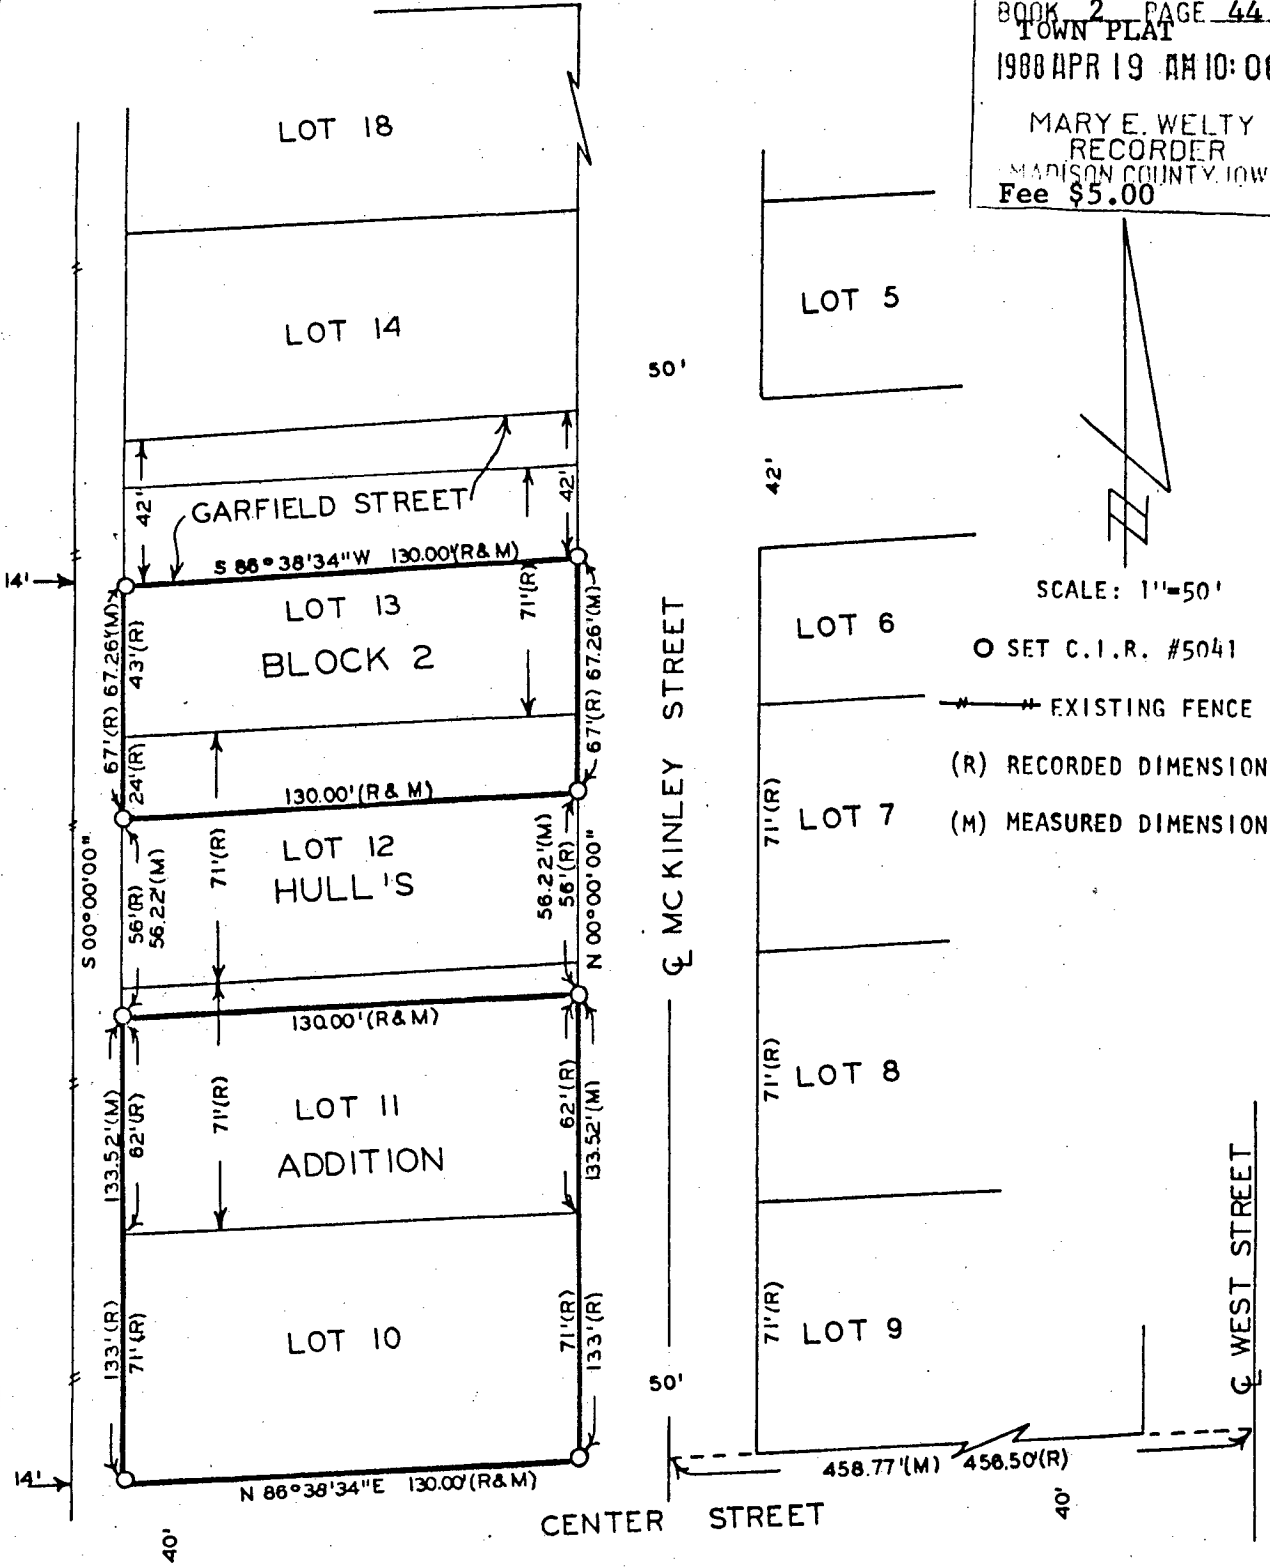 BOOK 2 PAGE 44
TOWN PLAT
1988 APR 19 AM 10:0
MARY E. WELTY
RECORDER
MADISON COUNTY, IOW
Fee $5.00
LOT 18
LOT 14
LOT 5
50'
42'
42'
42'
GARFIELD STREET
S 86°38'34"W 130.00'(R&M)
14'
LOT 13
BLOCK 2
71'(R)
67'(R) 67.26'(M)
43'(R)
24'(R)
67'(R) 67.26'(M)
130.00'(R & M)
LOT 6
SCALE: 1"=50'
O SET C.I.R. #5041
EXISTING FENCE
(R) RECORDED DIMENSION
(M) MEASURED DIMENSION
LOT 7
71'(R)
LOT 12
HULL'S
71'(R)
S 00°00'00"
56'(R)
56.22'(M)
56.22'(M)
56'(R)
N 00°00'00"
℄ MCKINLEY STREET
130.00'(R&M)
LOT 8
71'(R)
LOT 11
ADDITION
71'(R)
133.52'(M)
62'(R)
62'(R)
133.52'(M)
LOT 10
133'(R)
71'(R)
71'(R)
133'(R)
LOT 9
71'(R)
℄ WEST STREET
50'
14'
N 86°38'34"E 130.00'(R&M)
458.77'(M) 458.50'(R)
CENTER STREET
40'
40'